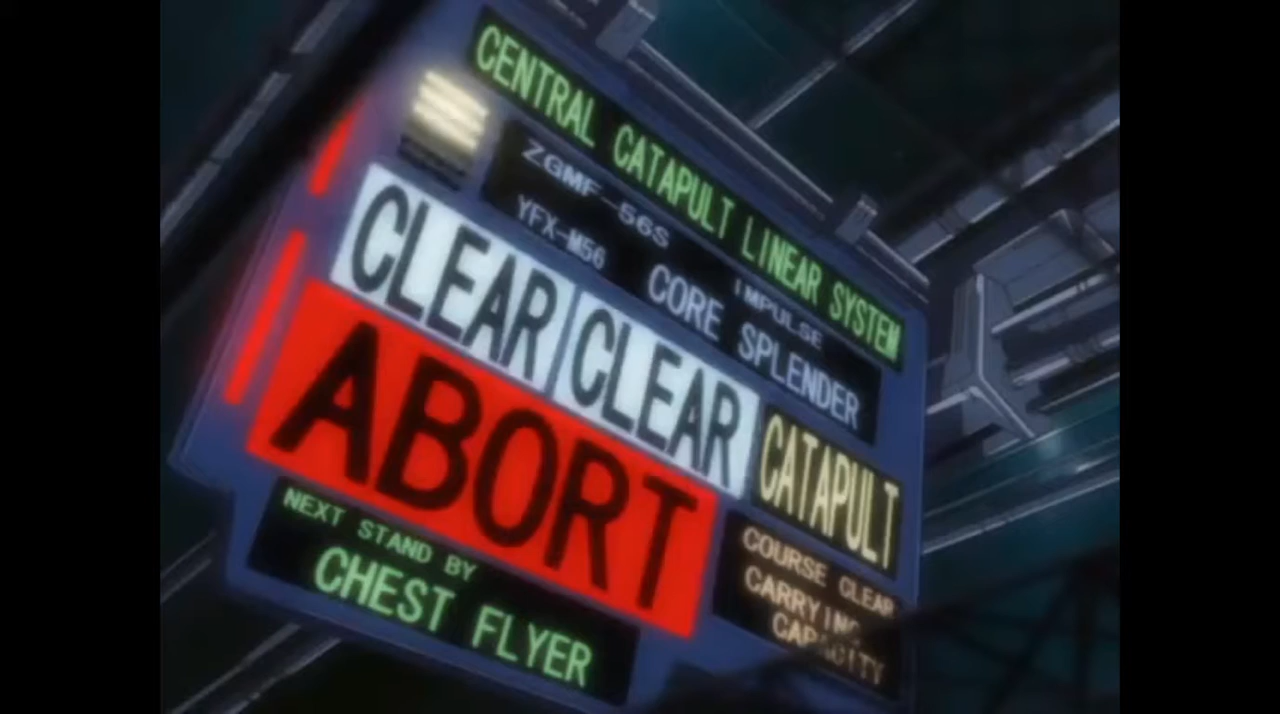 CENTRAL CATAPULT LINEAR SYSTEM
ZGMF-56S IMPULSE
YFX-M56 CORE SPLENDER
CLEAR CLEAR CATAPULT
ABORT
COURSE CLEAR
CARRYING
CAPACITY
NEXT STAND BY
CHEST FLYER